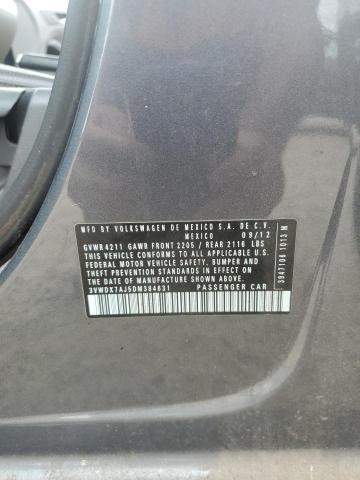 MFD BY VOLKSWAGEN DE MEXICO S.A. DE C.V.
MEXICO 09/12
GVWR 4211 GAWR FRONT 2205 / REAR 2116 LBS
THIS VEHICLE CONFORMS TO ALL APPLICABLE U.S.
FEDERAL MOTOR VEHICLE SAFETY, BUMPER AND
THEFT PREVENTION STANDARDS IN EFFECT ON THE
DATE OF MANUFACTURE SHOWN ABOVE.
3VWDX7AJ5DM384631 PASSENGER CAR
3947106 1013 M